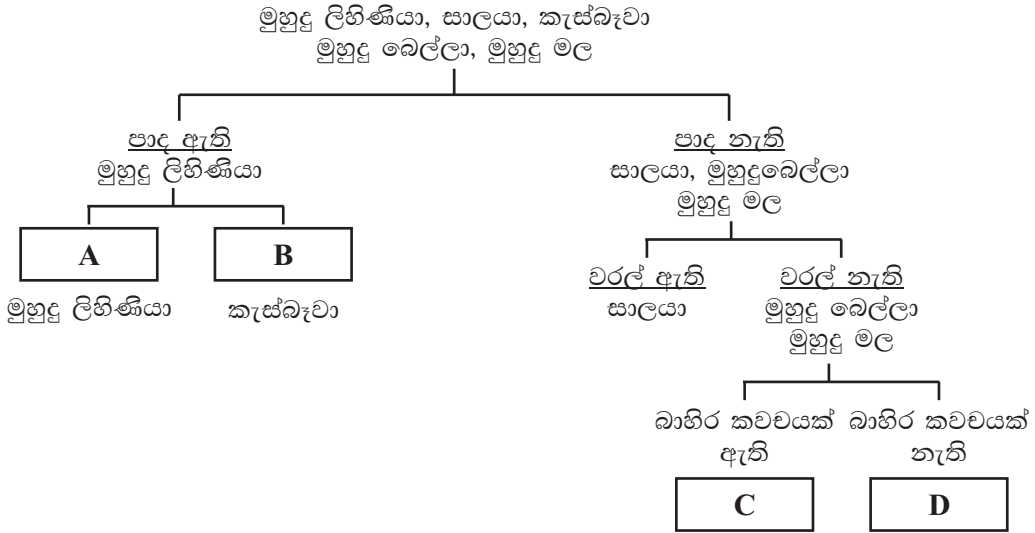 මුහුදු ලිහිණියා, සාලයා, කැස්බෑවා
මුහුදු බෙල්ලා, මුහුදු මල
පාද ඇති
මුහුදු ලිහිණියා
පාද නැති
සාලයා, මුහුදුබෙල්ලා
මුහුදු මල
A
B
මුහුදු ලිහිණියා
කැස්බෑවා
වරල් ඇති
සාලයා
වරල් නැති
මුහුදු බෙල්ලා
මුහුදු මල
බාහිර කවචයක්
ඇති
බාහිර කවචයක්
නැති
C
D